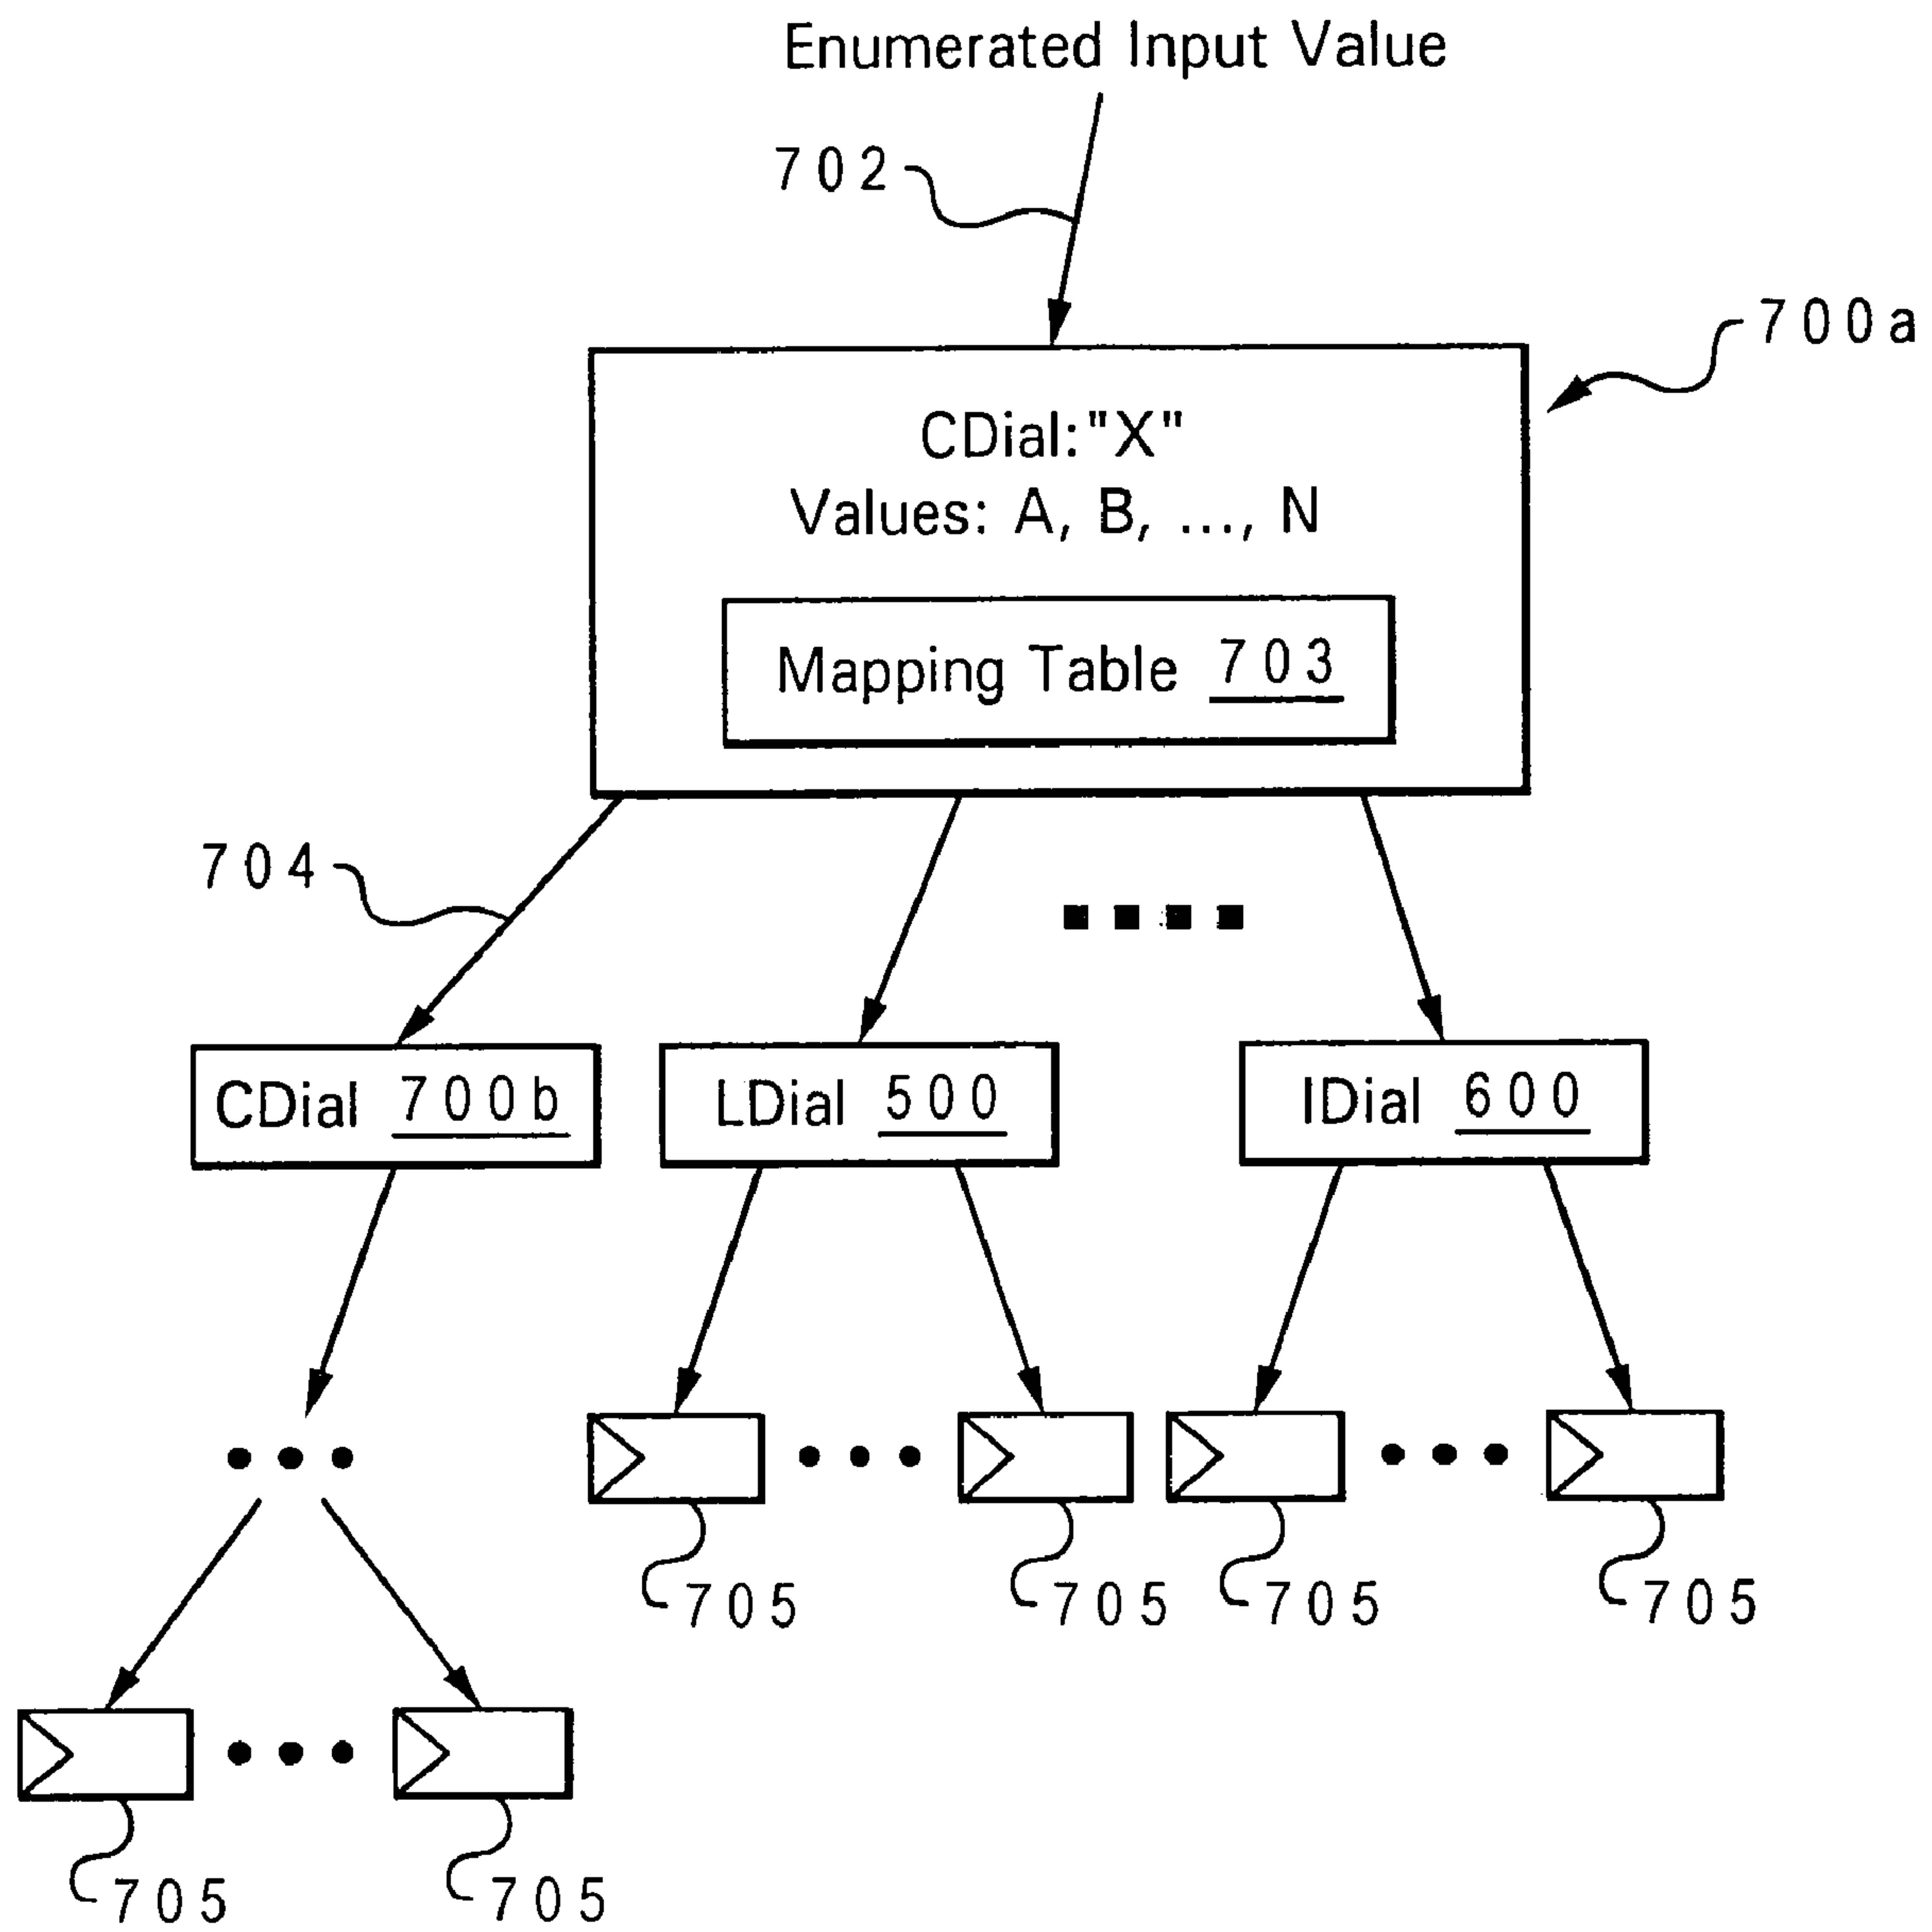 Enumerated Input Value
702
700a
CDial:"X"
Values: A, B, ..., N
Mapping Table 703
704
CDial 700b
LDial 500
IDial 600
705
705
705
705
705
705